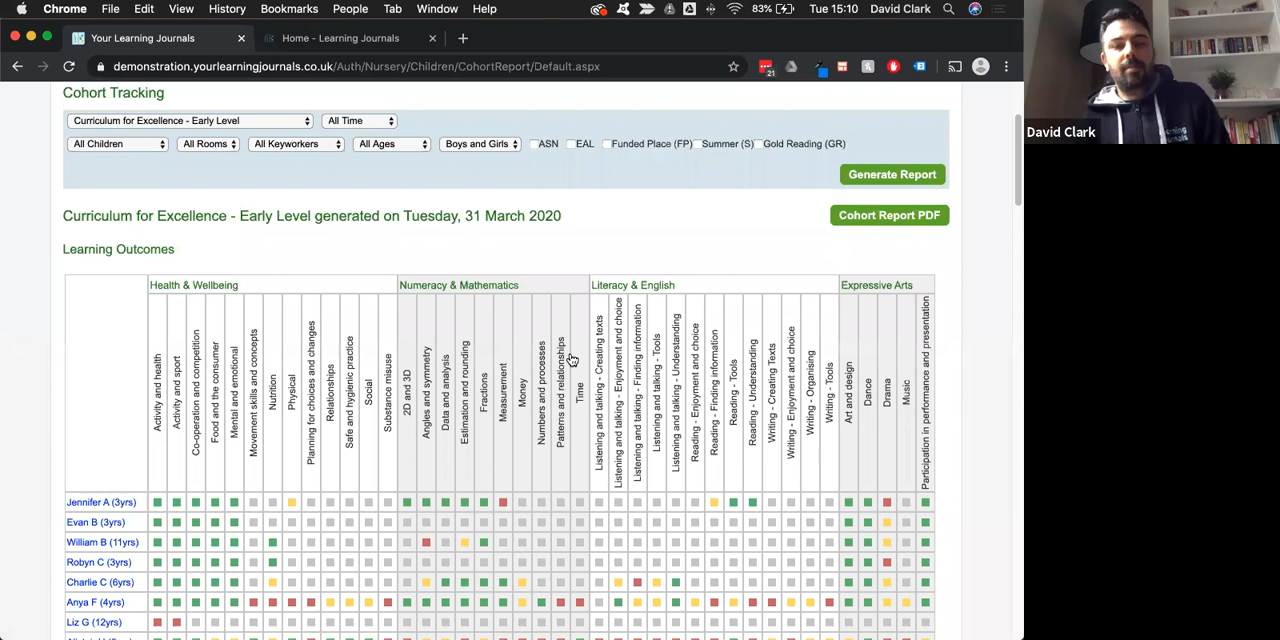 Chrome File Edit View History Bookmarks People Tab Window Help 83% Tue 15:10 David Clark
Your Learning Journals Home - Learning Journals
demonstration.yourlearningjournals.co.uk/Auth/Nursery/Children/CohortReport/Default.aspx 21
Cohort Tracking
Curriculum for Excellence - Early Level All Time
All Children All Rooms All Keyworkers All Ages Boys and Girls ASN EAL Funded Place (FP) Summer (S) Gold Reading (GR)
Generate Report
Curriculum for Excellence - Early Level generated on Tuesday, 31 March 2020
Cohort Report PDF
Learning Outcomes
Health & Wellbeing Numeracy & Mathematics Literacy & English Expressive Arts
Activity and health
Activity and sport
Co-operation and competition
Food and the consumer
Mental and emotional
Movement skills and concepts
Nutrition
Physical
Planning for choices and changes
Relationships
Safe and hygienic practice
Social
Substance misuse
2D and 3D
Angles and symmetry
Data and analysis
Estimation and rounding
Fractions
Measurement
Money
Numbers and processes
Patterns and relationships
Time
Listening and talking - Creating texts
Listening and talking - Enjoyment and choice
Listening and talking - Finding information
Listening and talking - Tools
Listening and talking - Understanding
Reading - Enjoyment and choice
Reading - Finding information
Reading - Tools
Reading - Understanding
Writing - Creating Texts
Writing - Enjoyment and choice
Writing - Organising
Writing - Tools
Art and design
Dance
Drama
Music
Participation in performance and presentation
Jennifer A (3yrs)
Evan B (3yrs)
William B (11yrs)
Robyn C (3yrs)
Charlie C (6yrs)
Anya F (4yrs)
Liz G (12yrs)
David Clark